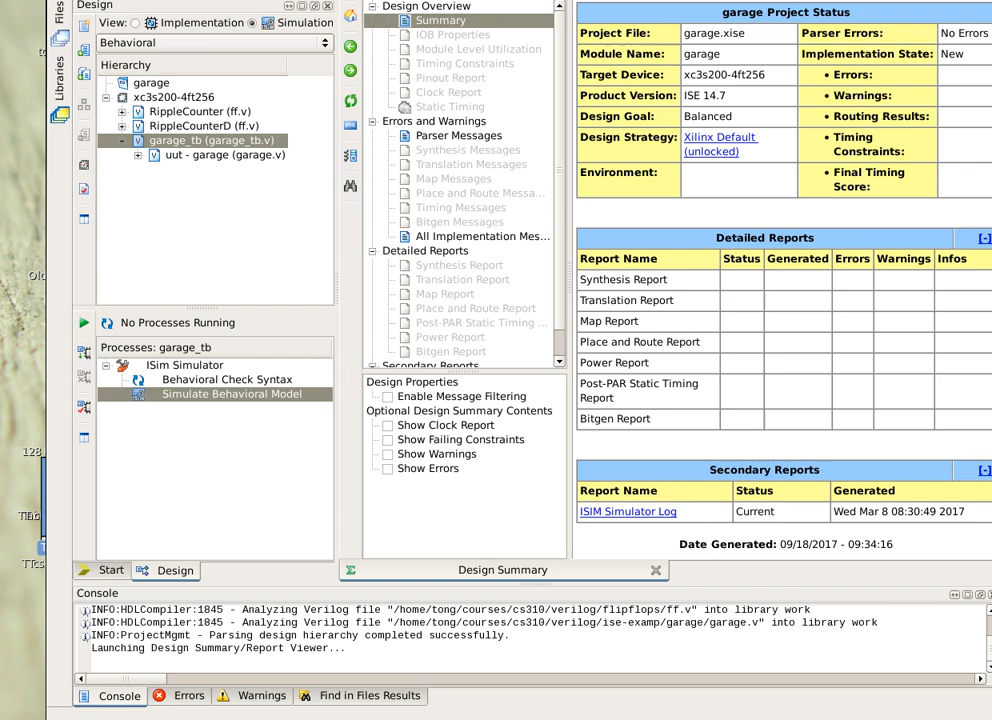 Design
View: Implementation Simulation
Behavioral
Hierarchy
garage
xc3s200-4ft256
RippleCounter (ff.v)
RippleCounterD (ff.v)
garage_tb (garage_tb.v)
uut - garage (garage.v)
No Processes Running
Processes: garage_tb
ISim Simulator
Behavioral Check Syntax
Simulate Behavioral Model
Start
Design
Files
Libraries
Design Overview
Summary
IOB Properties
Module Level Utilization
Timing Constraints
Pinout Report
Clock Report
Static Timing
Errors and Warnings
Parser Messages
Synthesis Messages
Translation Messages
Map Messages
Place and Route Messa...
Timing Messages
Bitgen Messages
All Implementation Mes...
Detailed Reports
Synthesis Report
Translation Report
Map Report
Place and Route Report
Post-PAR Static Timing ...
Power Report
Bitgen Report
Secondary Reports
Design Properties
Enable Message Filtering
Optional Design Summary Contents
Show Clock Report
Show Failing Constraints
Show Warnings
Show Errors
Design Summary
garage Project Status
Project File: garage.xise Parser Errors: No Errors
Module Name: garage Implementation State: New
Target Device: xc3s200-4ft256 • Errors:
Product Version: ISE 14.7 • Warnings:
Design Goal: Balanced • Routing Results:
Design Strategy: Xilinx Default • Timing
(unlocked) Constraints:
Environment: • Final Timing
Score:
Detailed Reports [-]
Report Name Status Generated Errors Warnings Infos
Synthesis Report
Translation Report
Map Report
Place and Route Report
Power Report
Post-PAR Static Timing
Report
Bitgen Report
Secondary Reports [-]
Report Name Status Generated
ISIM Simulator Log Current Wed Mar 8 08:30:49 2017
Date Generated: 09/18/2017 - 09:34:16
Console
INFO:HDLCompiler:1845 - Analyzing Verilog file "/home/tong/courses/cs310/verilog/flipflops/ff.v" into library work
INFO:HDLCompiler:1845 - Analyzing Verilog file "/home/tong/courses/cs310/verilog/ise-examp/garage/garage.v" into library work
INFO:ProjectMgmt - Parsing design hierarchy completed successfully.
Launching Design Summary/Report Viewer...
Console
Errors
Warnings
Find in Files Results
128
TTcs